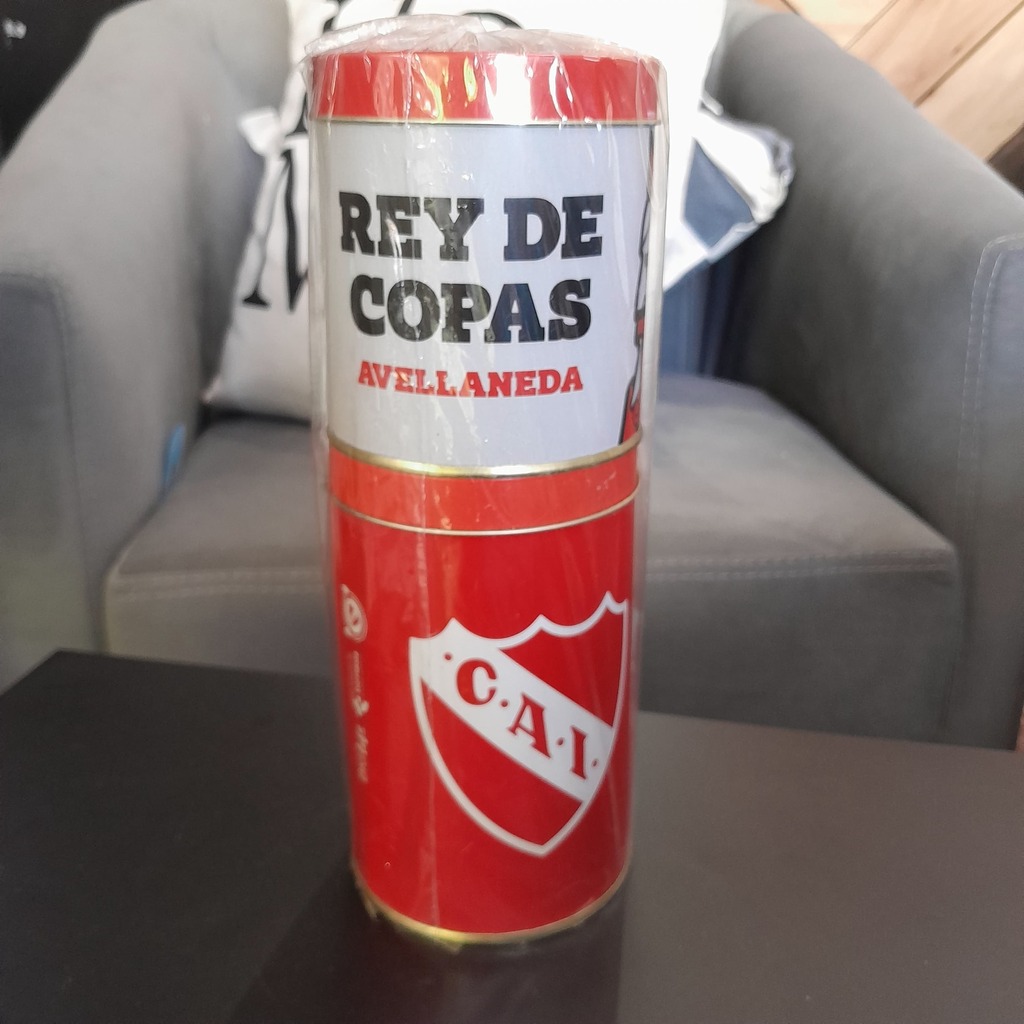 REY DE
COPAS
AVELLANEDA
C.A.I.